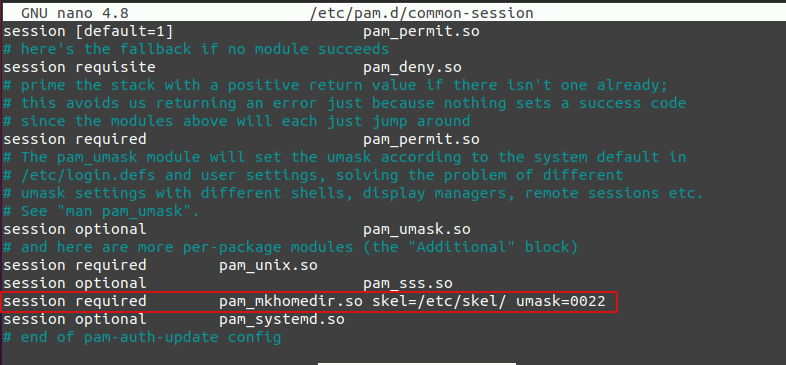 GNU nano 4.8 /etc/pam.d/common-session
session [default=1] pam_permit.so
# here's the fallback if no module succeeds
session requisite pam_deny.so
# prime the stack with a positive return value if there isn't one already;
# this avoids us returning an error just because nothing sets a success code
# since the modules above will each just jump around
session required pam_permit.so
# The pam_umask module will set the umask according to the system default in
# /etc/login.defs and user settings, solving the problem of different
# umask settings with different shells, display managers, remote sessions etc.
# See "man pam_umask".
session optional pam_umask.so
# and here are more per-package modules (the "Additional" block)
session required pam_unix.so
session optional pam_sss.so
session required pam_mkhomedir.so skel=/etc/skel/ umask=0022
session optional pam_systemd.so
# end of pam-auth-update config